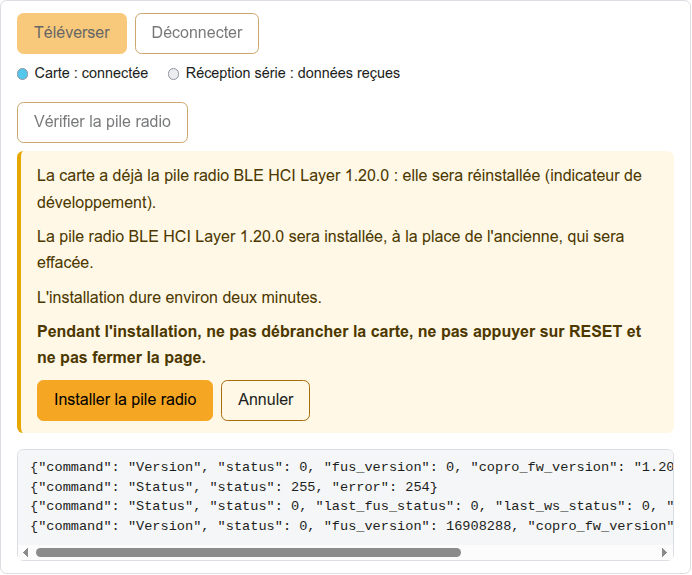 Téléverser Déconnecter
Carte : connectée Réception série : données reçues
Vérifier la pile radio
La carte a déjà la pile radio BLE HCI Layer 1.20.0 : elle sera réinstallée (indicateur de
développement).
La pile radio BLE HCI Layer 1.20.0 sera installée, à la place de l'ancienne, qui sera
effacée.
L'installation dure environ deux minutes.
Pendant l'installation, ne pas débrancher la carte, ne pas appuyer sur RESET et
ne pas fermer la page.
Installer la pile radio Annuler
{"command": "Version", "status": 0, "fus_version": 0, "copro_fw_version": "1.20
{"command": "Status", "status": 255, "error": 254}
{"command": "Status", "status": 0, "last_fus_status": 0, "last_ws_status": 0, "
{"command": "Version", "status": 0, "fus_version": 16908288, "copro_fw_version"